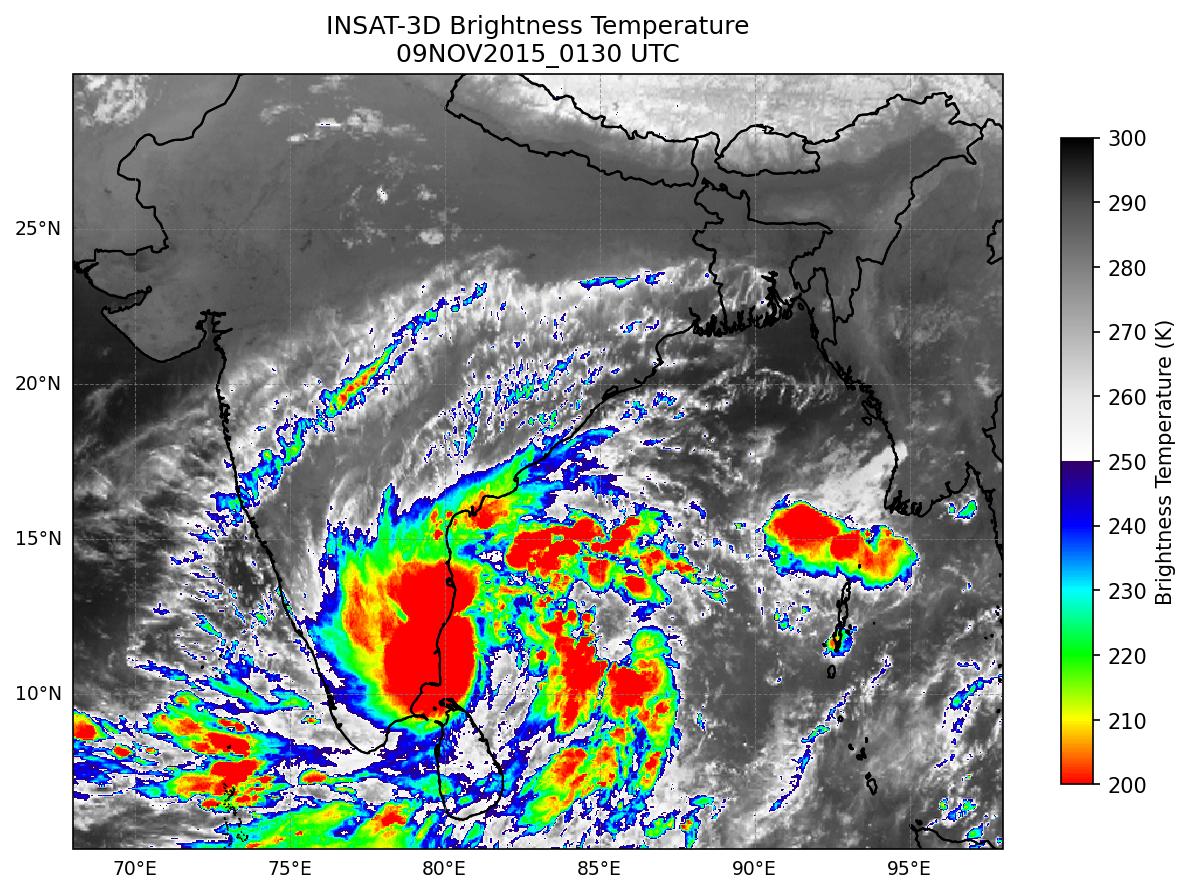 INSAT-3D Brightness Temperature
09NOV2015_0130 UTC
25°N
20°N
15°N
10°N
70°E
75°E
80°E
85°E
90°E
95°E
300
290
280
270
260
250
240
230
220
210
200
Brightness Temperature (K)